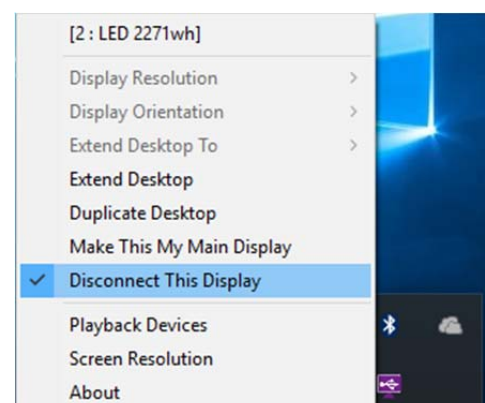 [2 : LED 2271wh]
Display Resolution
Display Orientation
Extend Desktop To
Extend Desktop
Duplicate Desktop
Make This My Main Display
Disconnect This Display
Playback Devices
Screen Resolution
About